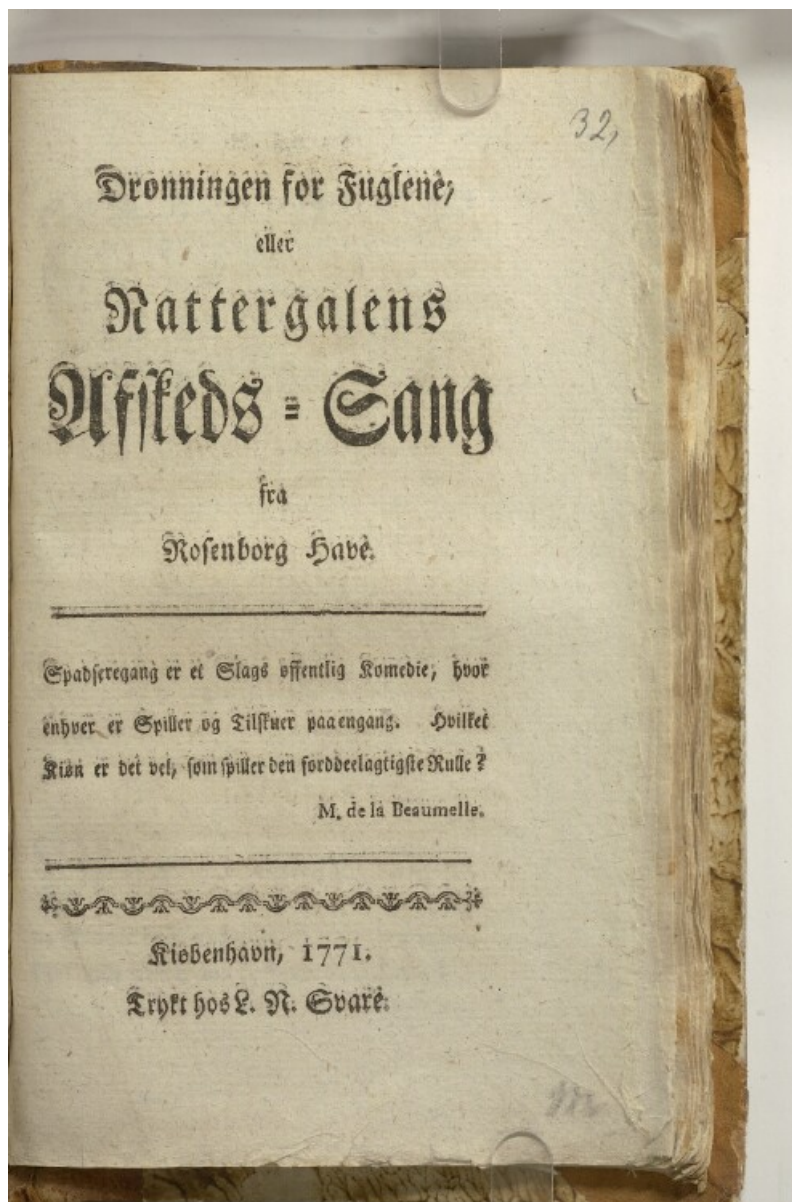 32,
Dronningen for Fuglene;
eller
Nattergalens
Afskeds-Sang
fra
Rosenborg Have.
Spadseregang er et Slags offentlig Komedie, hvor
enhver er Spiller og Tilskuer paaengang. Hvilket
Kiøn er det vel, som spiller den forddeelagtigste Rulle?
M. de la Beaumelle.
Kiøbenhavn, 1771.
Trykt hos L. N. Svare.